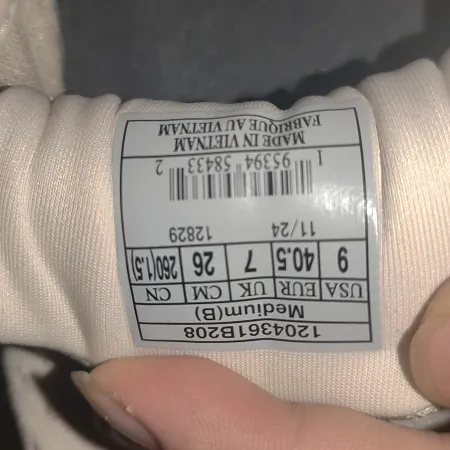 1204361B208
Medium(B)
USA EUR UK CM CN
9 40.5 7 26 260(1.5)
11/24 12829
1 95394 58433 2
MADE IN VIETNAM
FABRIQUE AU VIETNAM